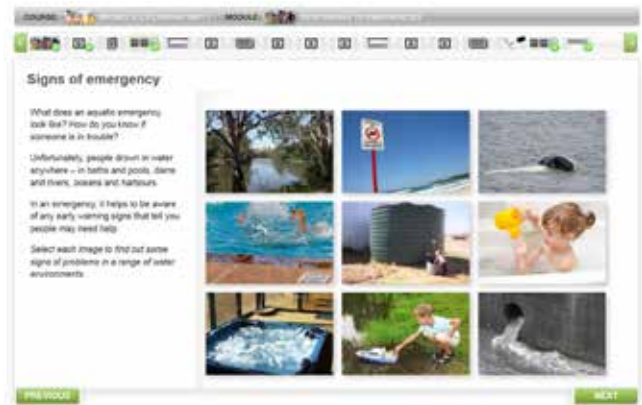 COURSE:
MODULE:
Signs of emergency
What does an aquatic emergency
look like? How do you know if
someone is in trouble?
Unfortunately, people drown in water
anywhere – in baths and pools, dams
and rivers, oceans and harbours.
In an emergency, it helps to be aware
of any early warning signs that tell you
people may need help.
Select each image to find out some
signs of problems in a range of water
environments.
PREVIOUS
NEXT